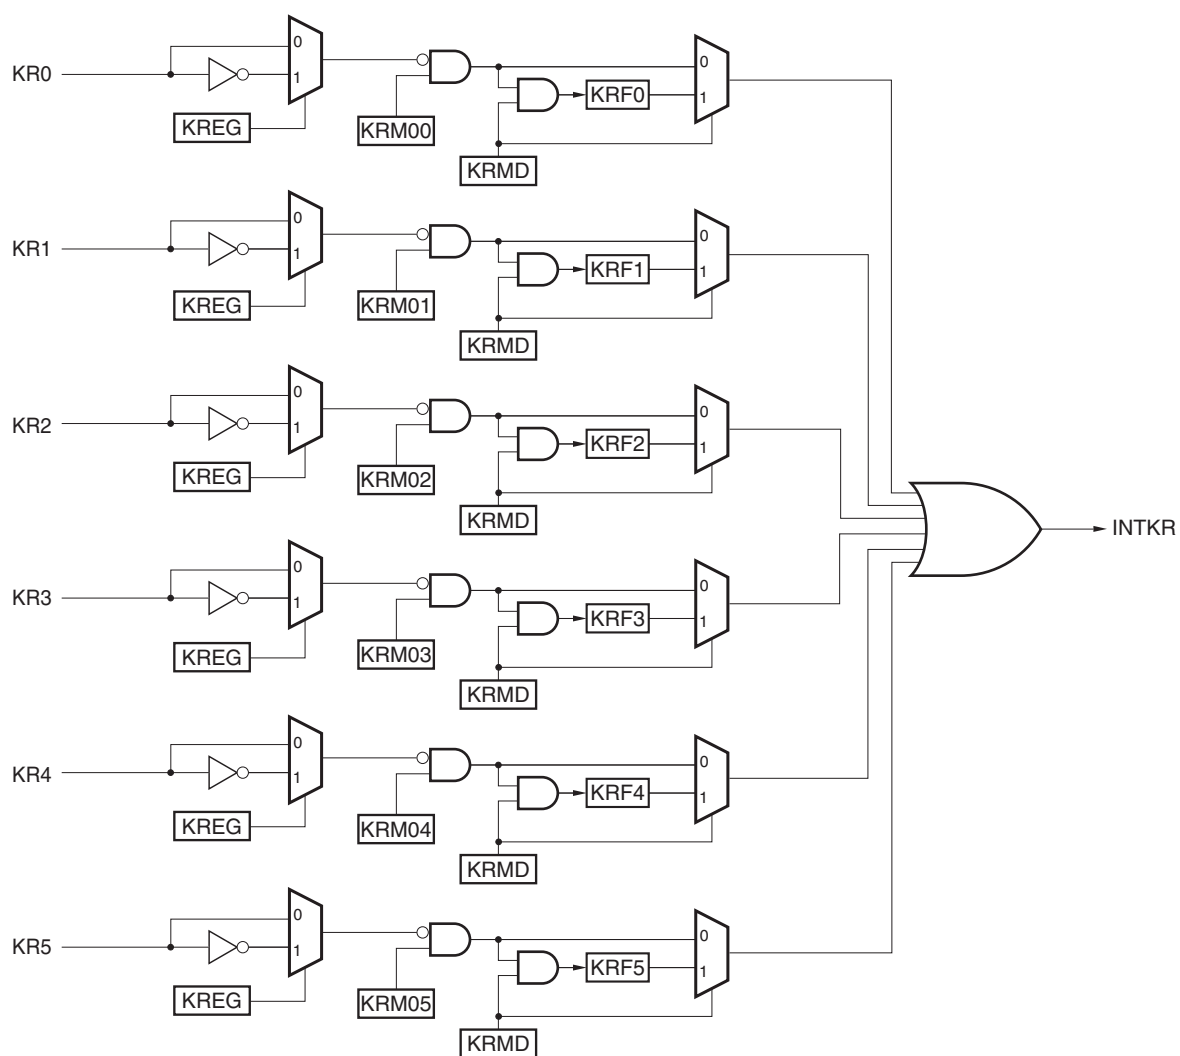 0
KR0
1
KREG
KRM00
0
KRF0
1
KRMD
0
KR1
1
KREG
KRM01
0
KRF1
1
KRMD
0
KR2
1
KREG
KRM02
0
KRF2
1
KRMD
INTKR
0
KR3
1
KREG
KRM03
0
KRF3
1
KRMD
0
KR4
1
KREG
KRM04
0
KRF4
1
KRMD
0
KR5
1
KREG
KRM05
0
KRF5
1
KRMD